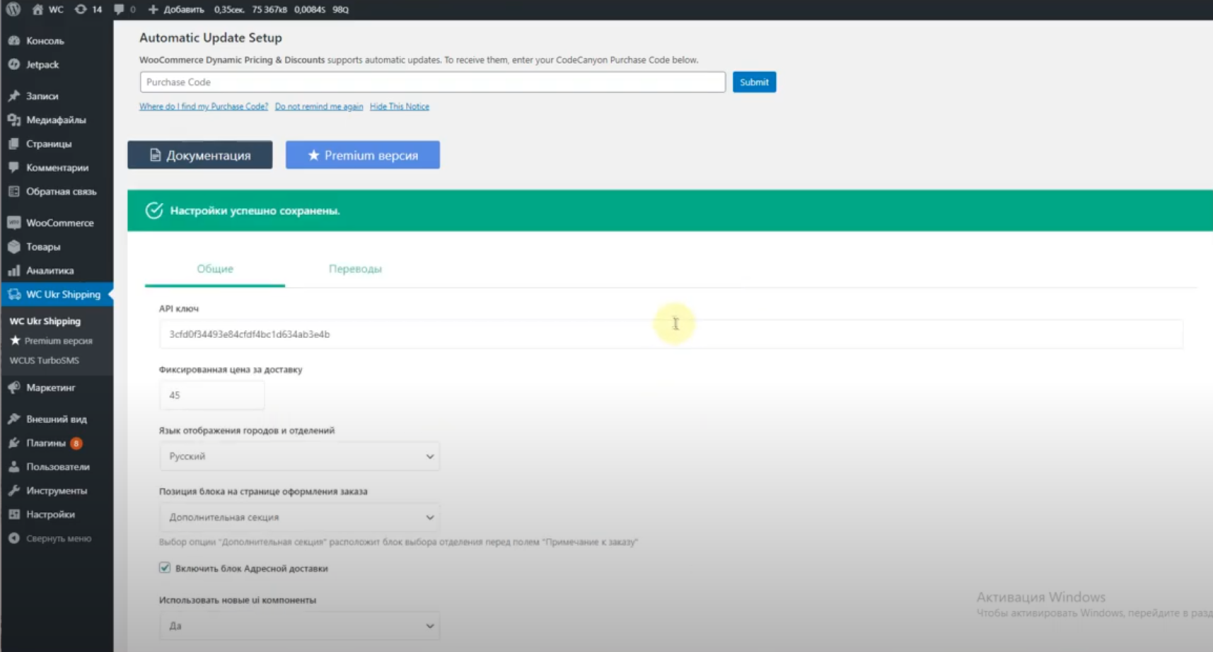 WC 14 0 + Добавить 0,35сек. 75 367кВ 0,0084S 98Q
Консоль
Jetpack
Записи
Медиафайлы
Страницы
Комментарии
Обратная связь
WooCommerce
Товары
Аналитика
WC Ukr Shipping
WC Ukr Shipping
Premium версия
WCUS TurboSMS
Маркетинг
Внешний вид
Плагины 8
Пользователи
Инструменты
Настройки
Свернуть меню
Automatic Update Setup
WooCommerce Dynamic Pricing & Discounts supports automatic updates. To receive them, enter your CodeCanyon Purchase Code below.
Purchase Code Submit
Where do I find my Purchase Code? Do not remind me again Hide This Notice
Документация Premium версия
Настройки успешно сохранены.
Общие Переводы
API ключ
3cfd0f34493e84cfdf4bc1d634ab3e4b
Фиксированная цена за доставку
45
Язык отображения городов и отделений
Русский
Позиция блока на странице оформления заказа
Дополнительная секция
Выбор опции "Дополнительная секция" расположит блок выбора отделения перед полем "Примечание к заказу"
Включить блок Адресной доставки
Использовать новые ui компоненты
Да
Активация Windows
Чтобы активировать Windows, перейдите в разд